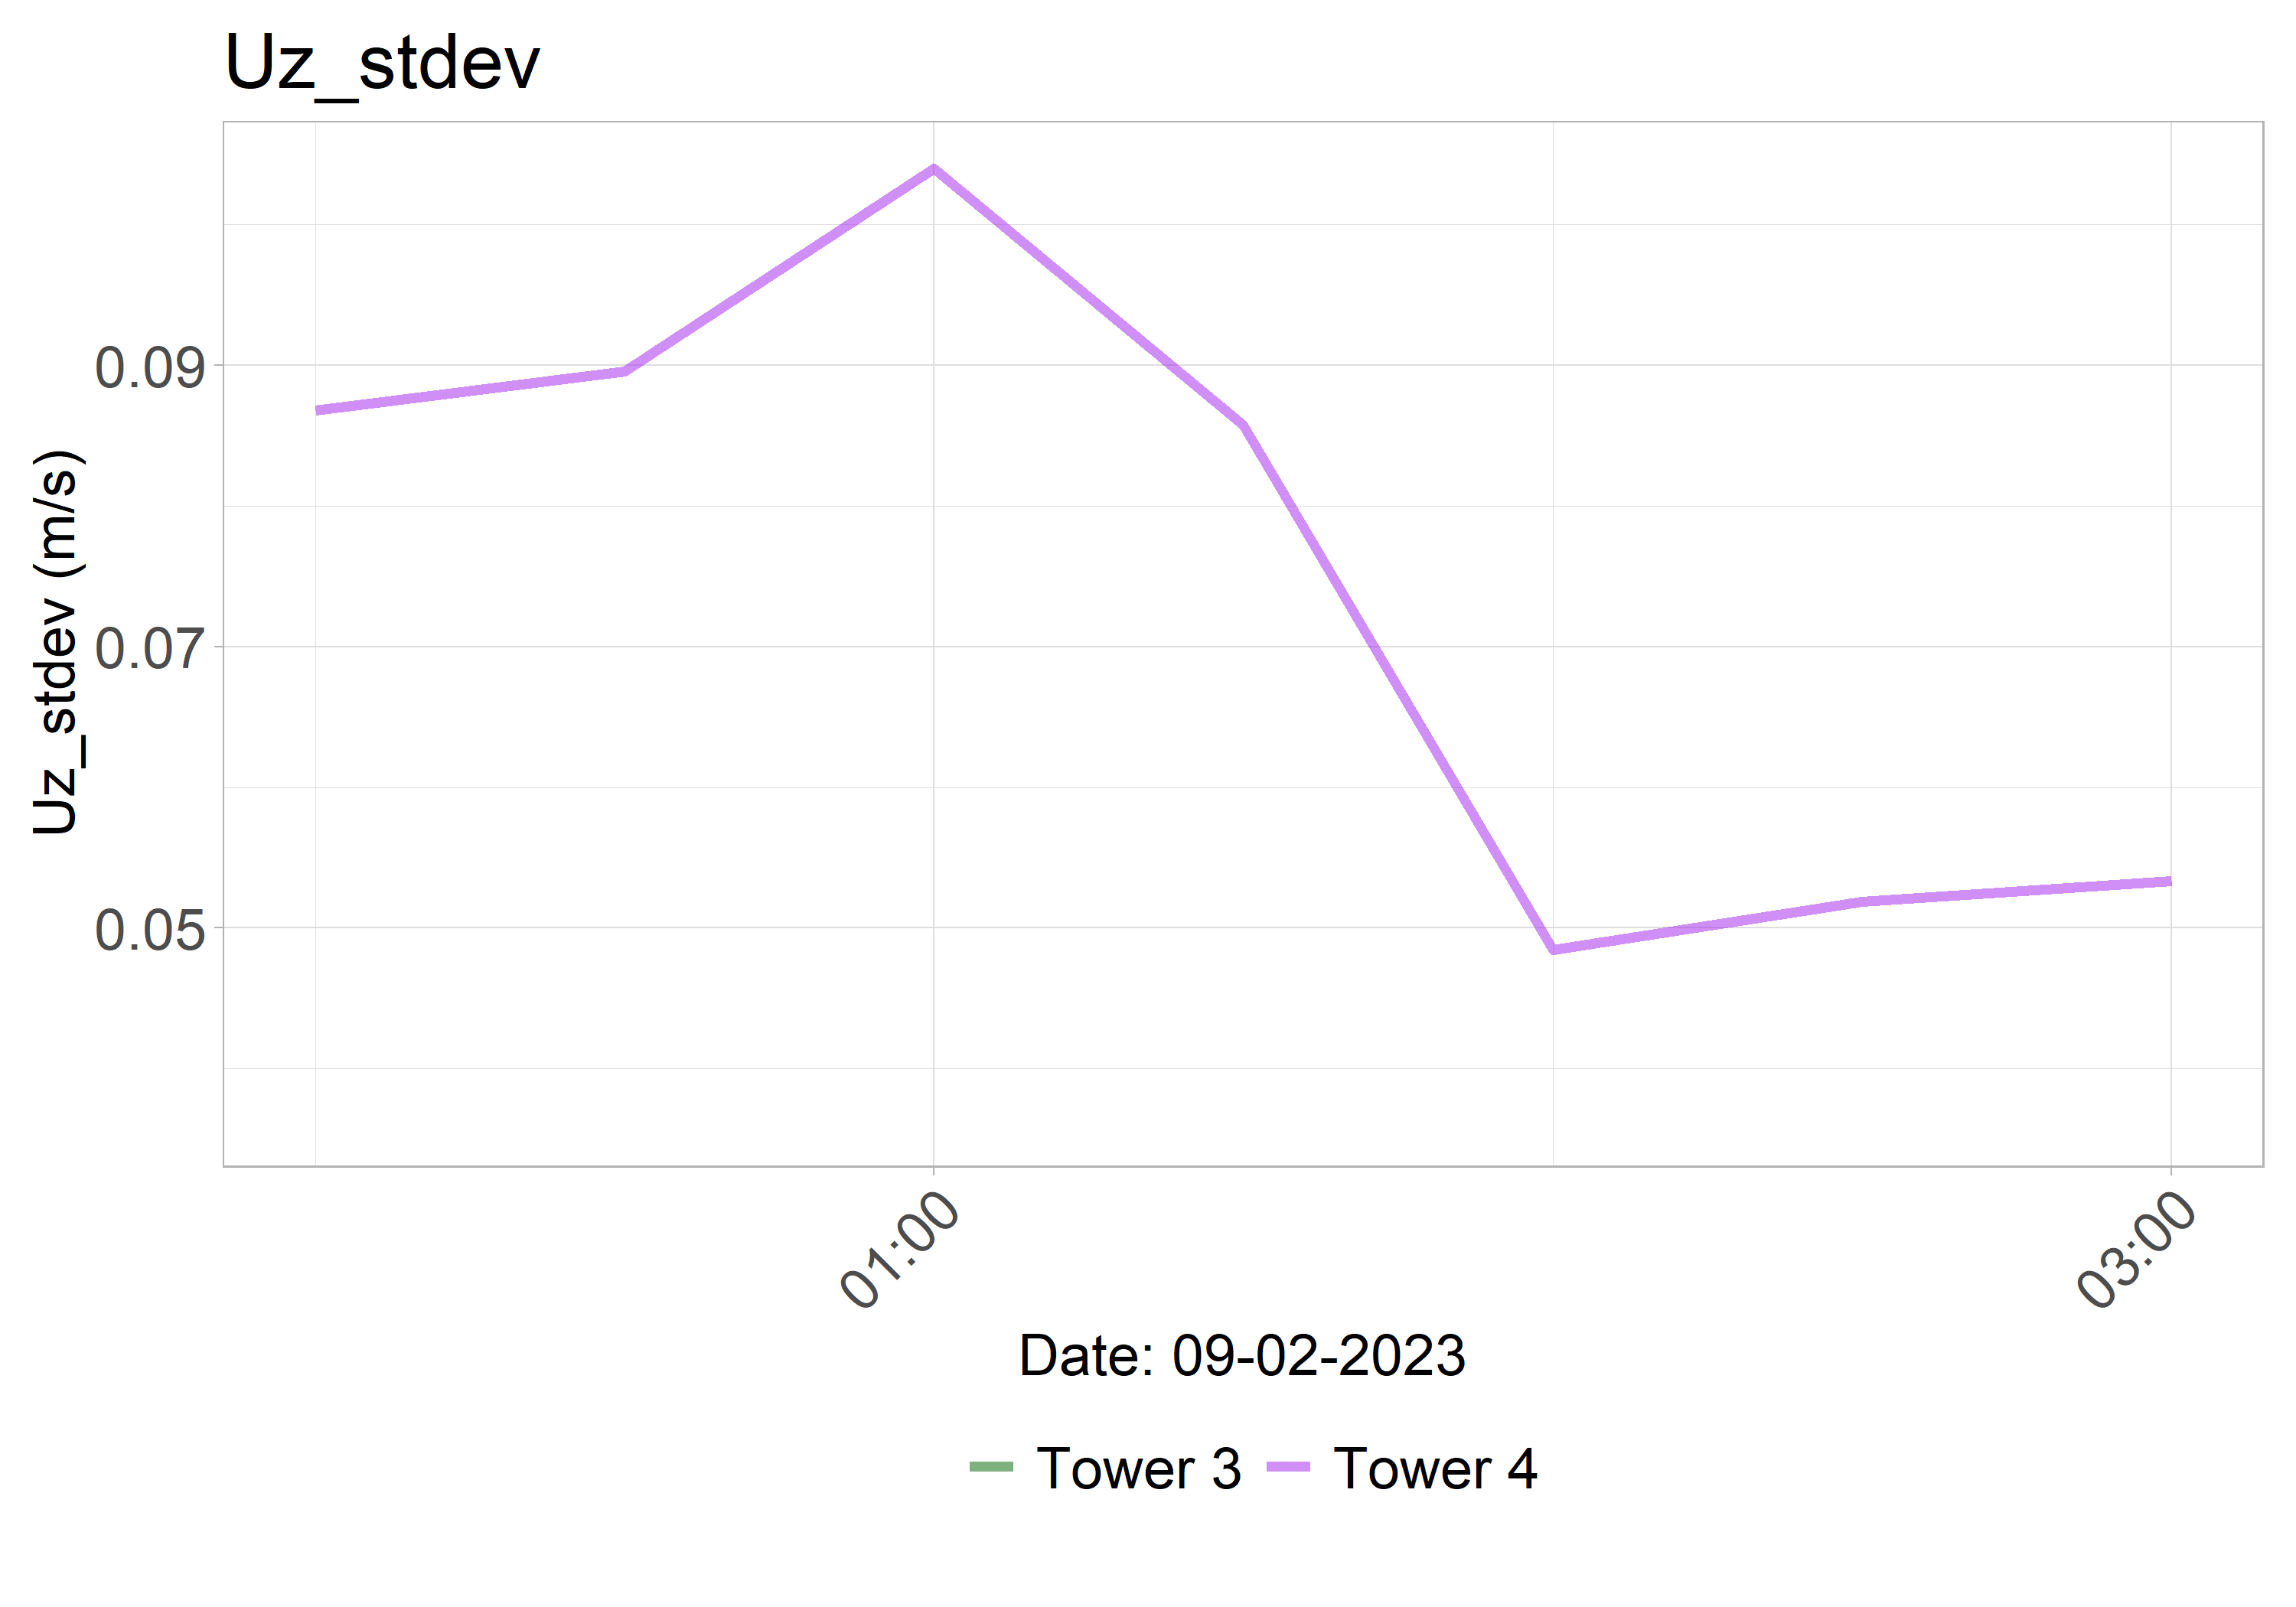 Uz_stdev
Uz_stdev (m/s)
0.09
0.07
0.05
01:00
03:00
Date: 09-02-2023
Tower 3
Tower 4